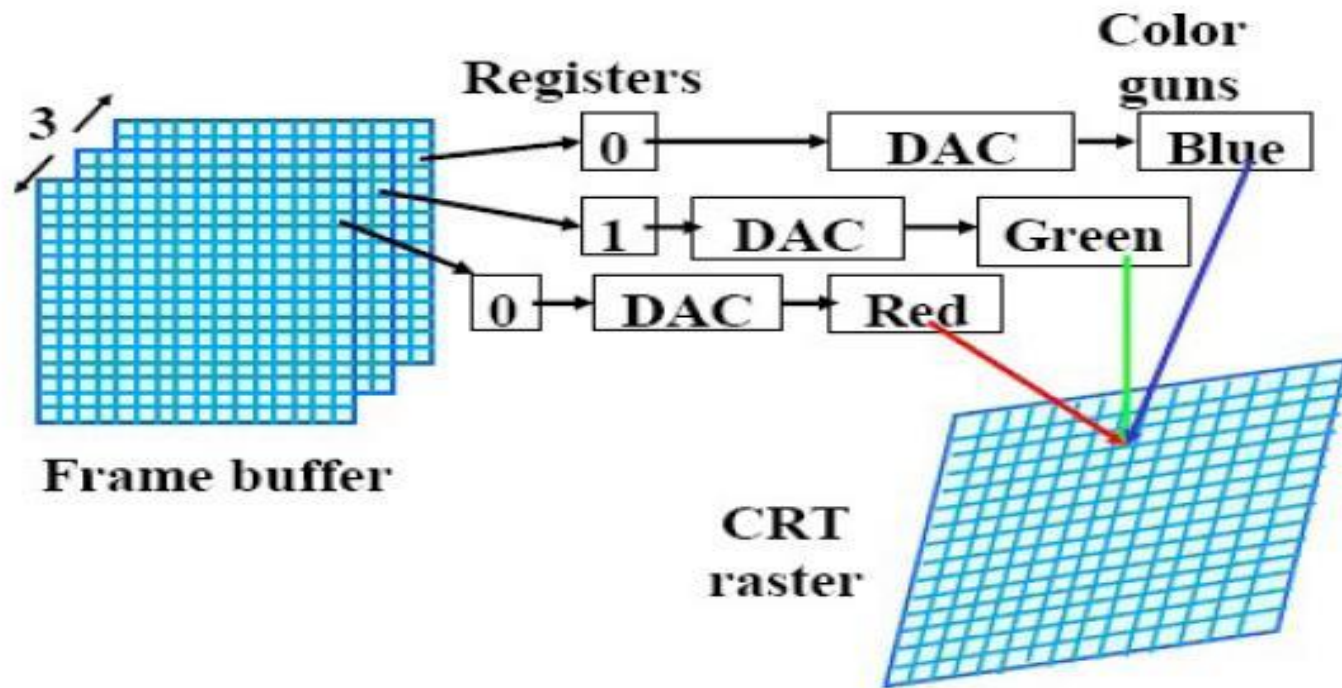 Color
guns
Registers
3
0 DAC Blue
1 DAC Green
0 DAC Red
Frame buffer
CRT
raster